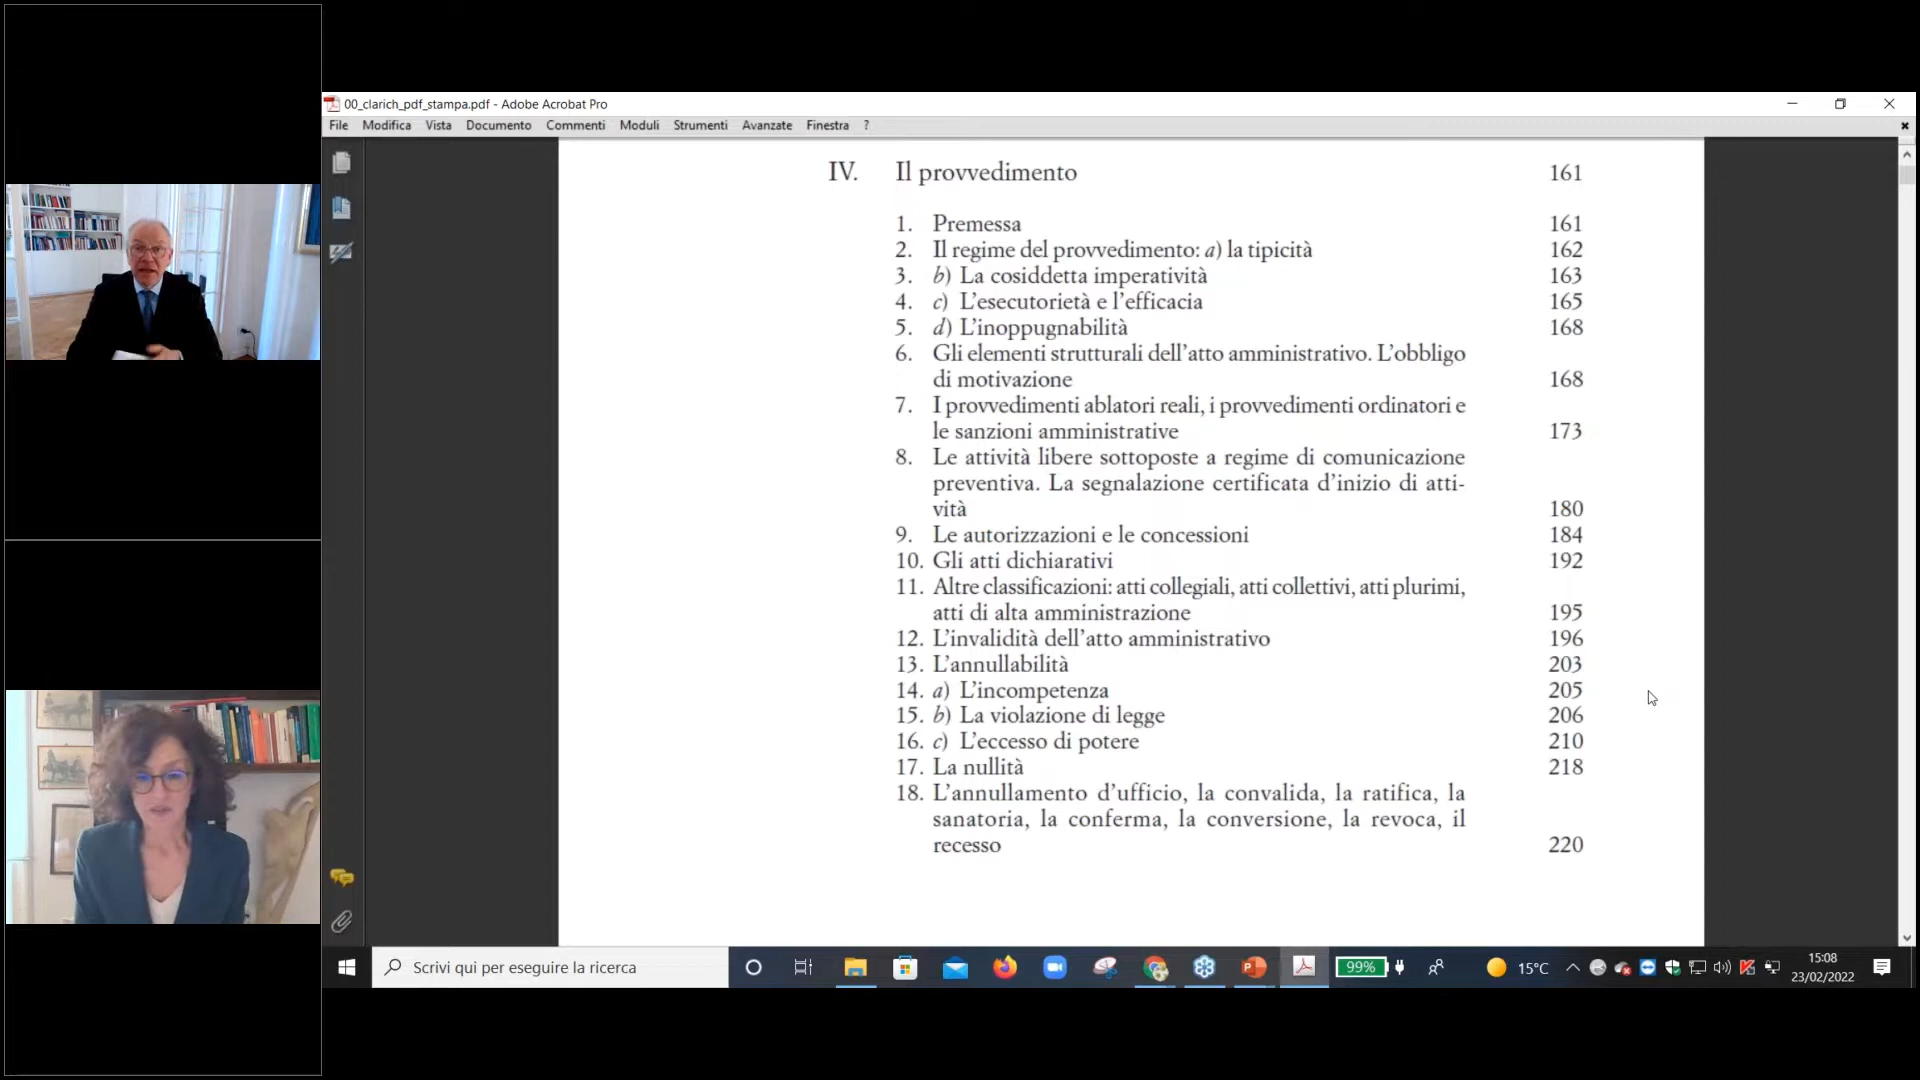 00_clarich_pdf_stampa.pdf - Adobe Acrobat Pro
File Modifica Vista Documento Commenti Moduli Strumenti Avanzate Finestra ?
IV. Il provvedimento 161
1. Premessa 161
2. Il regime del provvedimento: a) la tipicità 162
3. b) La cosiddetta imperatività 163
4. c) L'esecutorietà e l'efficacia 165
5. d) L'inoppugnabilità 168
6. Gli elementi strutturali dell'atto amministrativo. L'obbligo
di motivazione 168
7. I provvedimenti ablatori reali, i provvedimenti ordinatori e
le sanzioni amministrative 173
8. Le attività libere sottoposte a regime di comunicazione
preventiva. La segnalazione certificata d'inizio di atti-
vità 180
9. Le autorizzazioni e le concessioni 184
10. Gli atti dichiarativi 192
11. Altre classificazioni: atti collegiali, atti collettivi, atti plurimi,
atti di alta amministrazione 195
12. L'invalidità dell'atto amministrativo 196
13. L'annullabilità 203
14. a) L'incompetenza 205
15. b) La violazione di legge 206
16. c) L'eccesso di potere 210
17. La nullità 218
18. L'annullamento d'ufficio, la convalida, la ratifica, la
sanatoria, la conferma, la conversione, la revoca, il
recesso 220
Scrivi qui per eseguire la ricerca
99%
15°C
15:08
23/02/2022